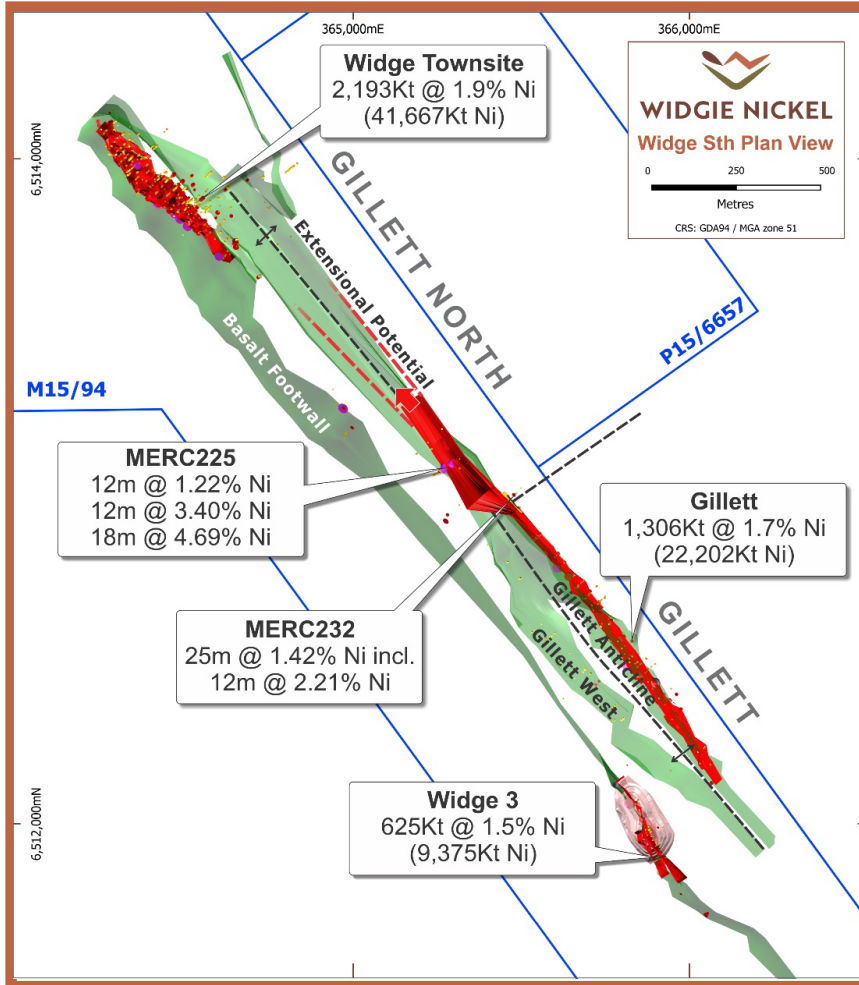 365,000mE
366,000mE
Widge Townsite
2,193Kt @ 1.9% Ni
(41,667Kt Ni)
WIDGIE NICKEL
Widge Sth Plan View
0 250 500
Metres
CRS: GDA94 / MGA zone 51
6,514,000mN
GILLETT NORTH
Extensional Potential
P15/6657
Basalt Footwall
M15/94
MERC225
12m @ 1.22% Ni
12m @ 3.40% Ni
18m @ 4.69% Ni
Gillett
1,306Kt @ 1.7% Ni
(22,202Kt Ni)
MERC232
25m @ 1.42% Ni incl.
12m @ 2.21% Ni
Gillett Anticline
Gillett West
GILLETT
Widge 3
625Kt @ 1.5% Ni
(9,375Kt Ni)
6,512,000mN